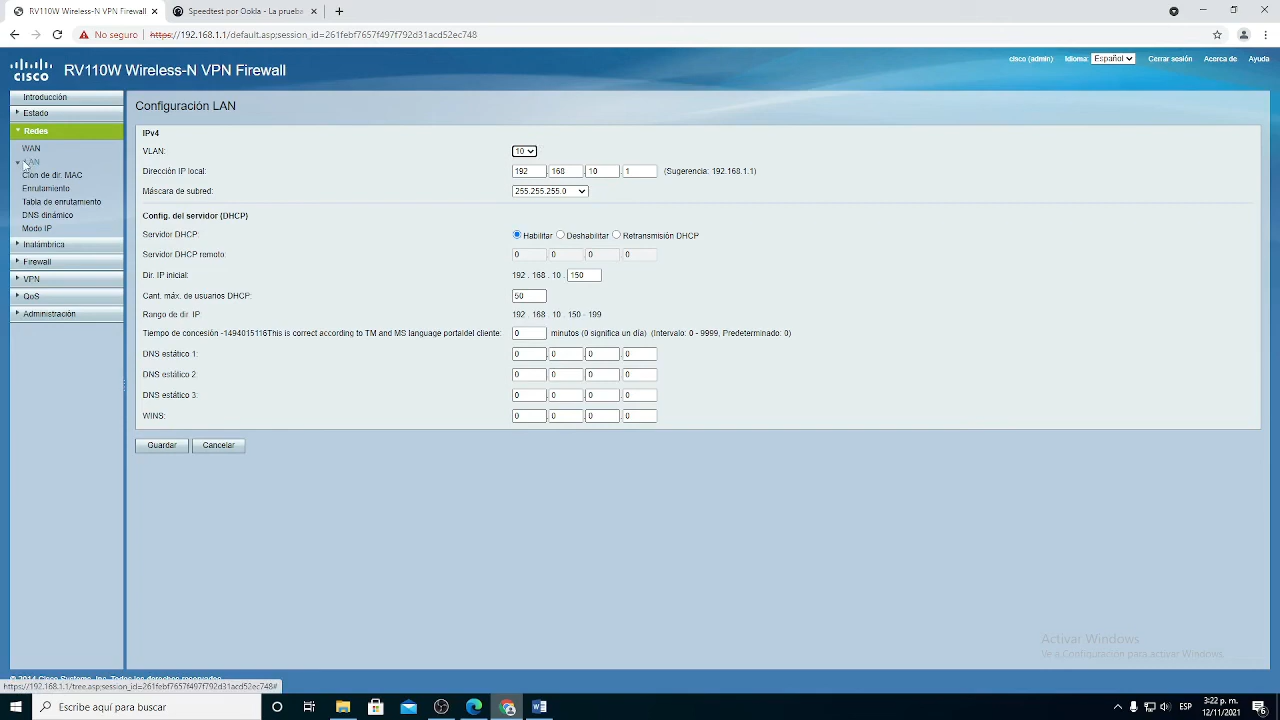 RV110W Wireless-N VPN Firewall
Speedtest por Ookla - La prueba
No seguro
https://192.168.1.1/default.asp;session_id=261febf7657f497f792d31acd52ec748
cisco (admin) Idioma: Español Cerrar sesión Acerca de Ayuda
CISCO
RV110W Wireless-N VPN Firewall
Introducción
Estado
Redes
WAN
LAN
Clon de dir. MAC
Enrutamiento
Tabla de enrutamiento
DNS dinámico
Modo IP
Inalámbrica
Firewall
VPN
QoS
Administración
Configuración LAN
IPv4
VLAN: 10
Dirección IP local: 192 . 168 . 10 . 1 (Sugerencia: 192.168.1.1)
Máscara de subred: 255.255.255.0
Config. del servidor (DHCP)
Servidor DHCP: Habilitar Deshabilitar Retransmisión DHCP
Servidor DHCP remoto: 0 . 0 . 0 . 0
Dir. IP inicial: 192 . 168 . 10 . 150
Cant. máx. de usuarios DHCP: 50
Rango de dir. IP 192 . 168 . 10 . 150 - 199
Tiempo de concesión -1494015116This is correct according to TM and MS language portaldel cliente: 0 minutos (0 significa un día) (Intervalo: 0 - 9999, Predeterminado: 0)
DNS estático 1: 0 . 0 . 0 . 0
DNS estático 2: 0 . 0 . 0 . 0
DNS estático 3: 0 . 0 . 0 . 0
WINS: 0 . 0 . 0 . 0
Guardar Cancelar
Activar Windows
Ve a Configuración para activar Windows.
© 2014 Cisco Systems, Inc. Todos los derechos reservados.
https://192.168.1.1/tree.asp;session_id=261febf7657f497f792d31acd52ec748#
Escribe aquí para buscar
ESP
3:22 p. m.
12/11/2021